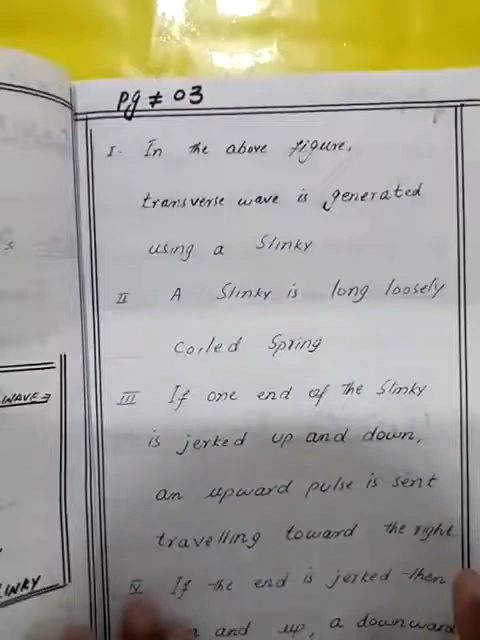 Pg # 03
I- In the above figure,
transverse wave is generated
using a Slinky
II A Slinky is long loosely
coiled Spring
III If one end of the Slinky
is jerked up and down,
an upward pulse is sent
travelling toward the right
IV If the end is jerked then
and up, a downward
WAVE